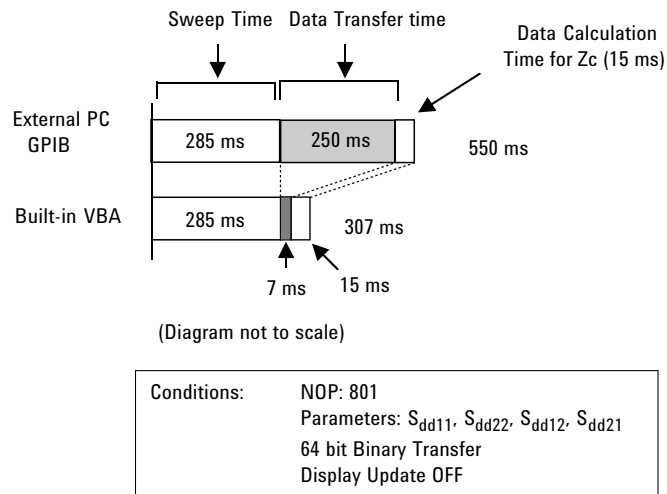 Sweep Time Data Transfer time
Data Calculation
Time for Zc (15 ms)
External PC
GPIB
285 ms
250 ms
550 ms
Built-in VBA
285 ms
307 ms
7 ms
15 ms
(Diagram not to scale)
Conditions: NOP: 801
Parameters: Sdd11, Sdd22, Sdd12, Sdd21
64 bit Binary Transfer
Display Update OFF